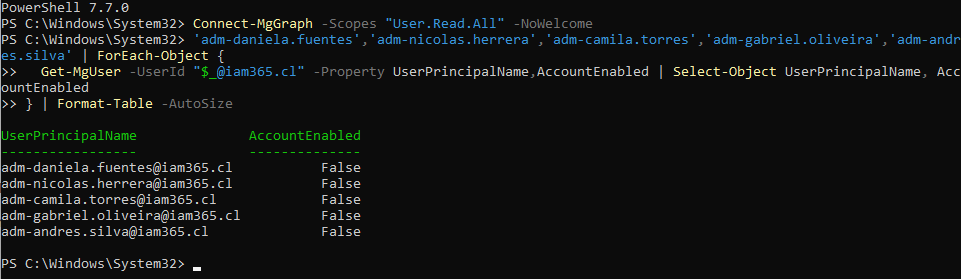 PowerShell 7.7.0
PS C:\Windows\System32> Connect-MgGraph -Scopes "User.Read.All" -NoWelcome
PS C:\Windows\System32> 'adm-daniela.fuentes','adm-nicolas.herrera','adm-camila.torres','adm-gabriel.oliveira','adm-andr
es.silva' | ForEach-Object {
>>   Get-MgUser -UserId "$_@iam365.cl" -Property UserPrincipalName,AccountEnabled | Select-Object UserPrincipalName, Acc
ountEnabled
>> } | Format-Table -AutoSize

UserPrincipalName              AccountEnabled
-----------------              --------------
adm-daniela.fuentes@iam365.cl           False
adm-nicolas.herrera@iam365.cl           False
adm-camila.torres@iam365.cl             False
adm-gabriel.oliveira@iam365.cl          False
adm-andres.silva@iam365.cl              False

PS C:\Windows\System32>